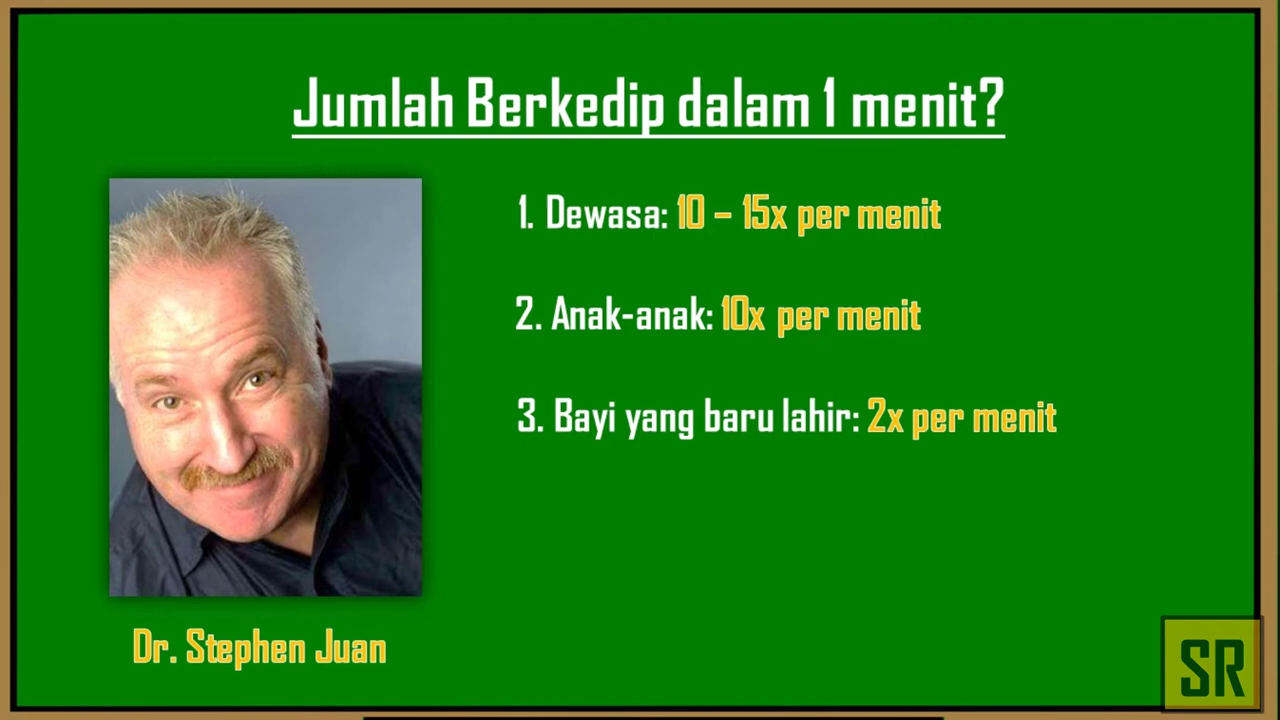 Jumlah Berkedip dalam 1 menit?
1. Dewasa: 10 – 15x per menit
2. Anak-anak: 10x per menit
3. Bayi yang baru lahir: 2x per menit
Dr. Stephen Juan
SR